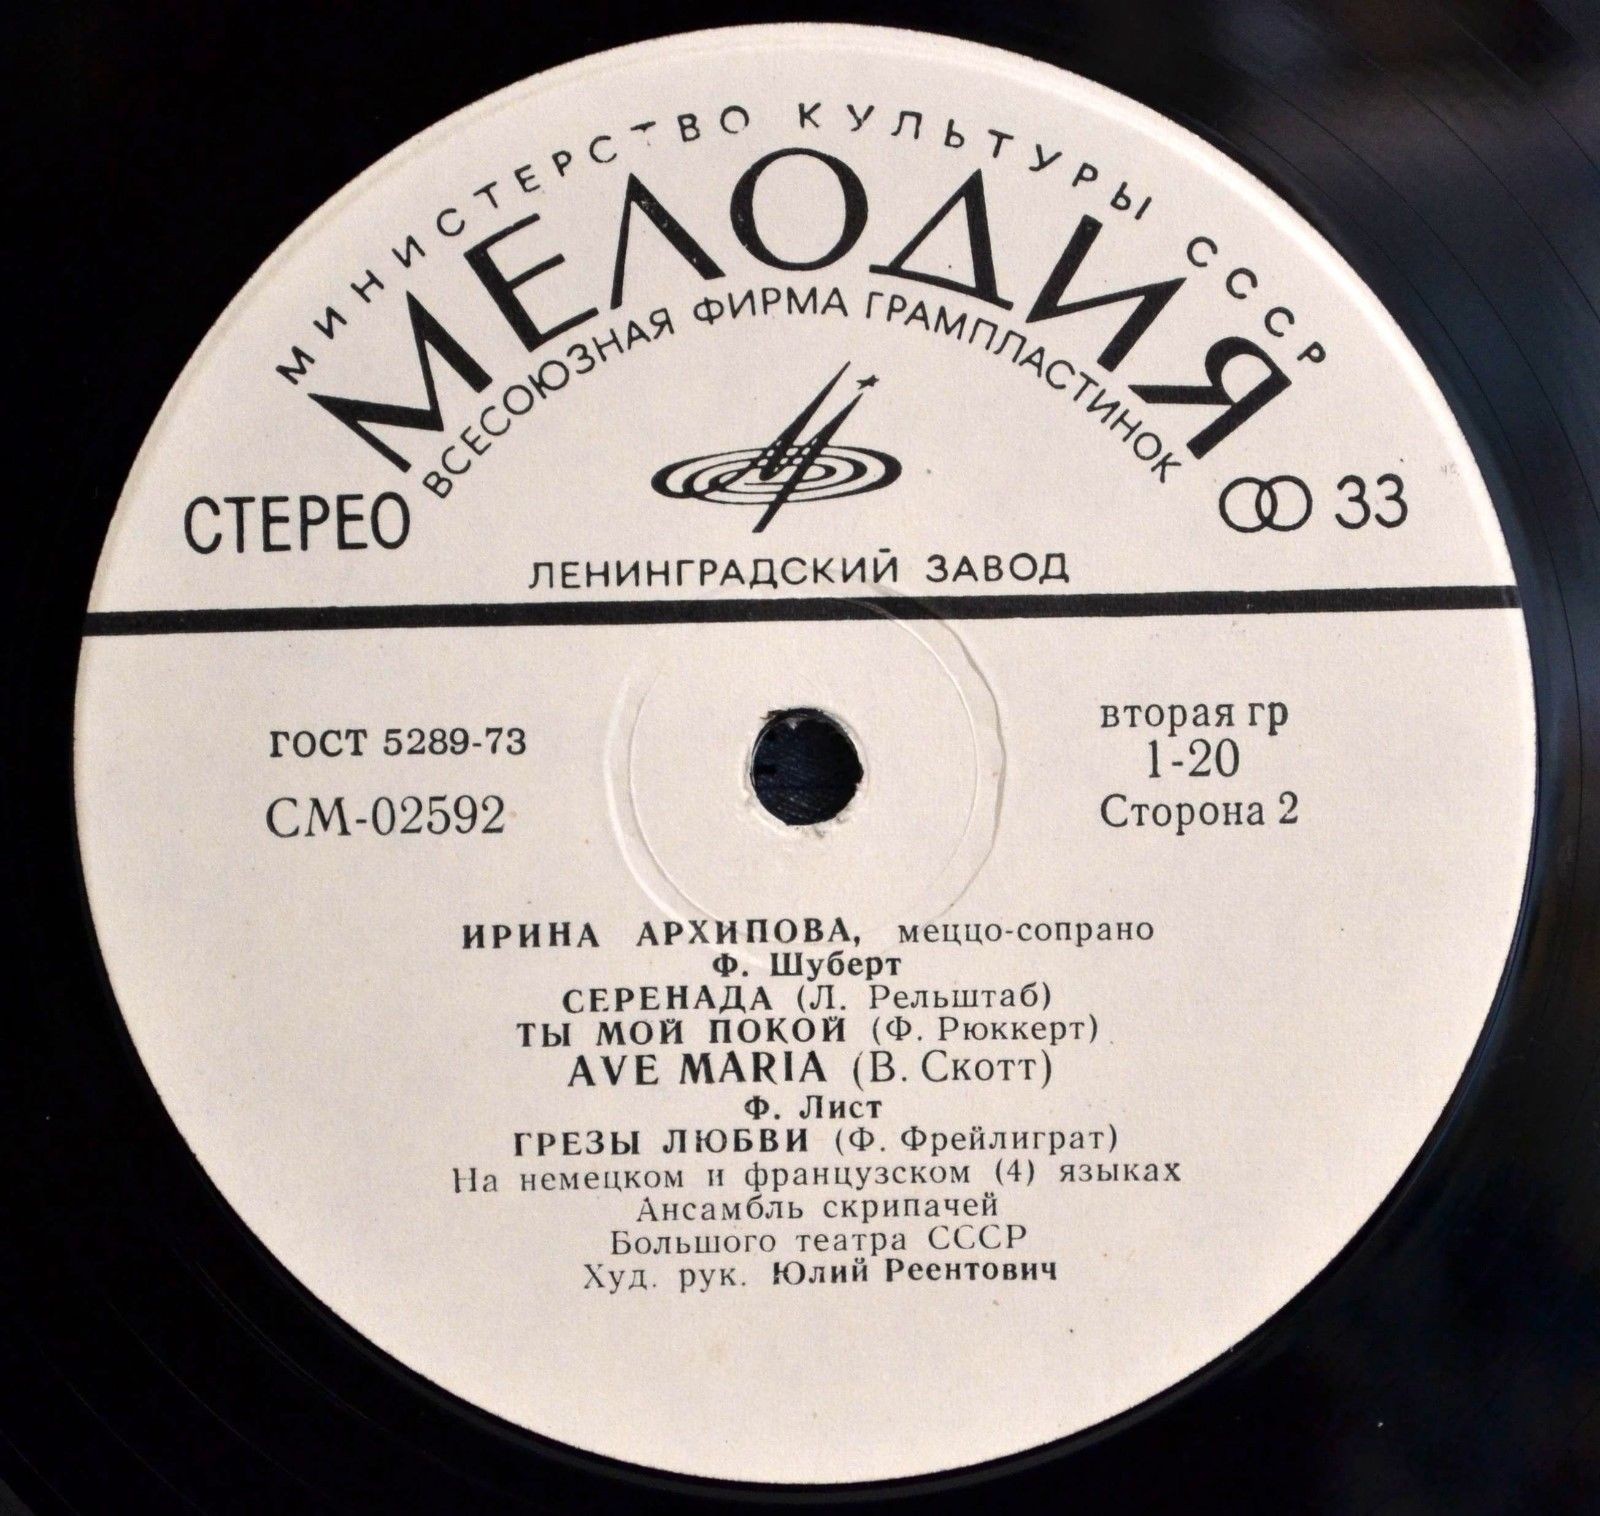 МИНИСТЕРСТВО КУЛЬТУРЫ СССР
МЕЛОДИЯ
ВСЕСОЮЗНАЯ ФИРМА ГРАМПЛАСТИНОК
СТЕРЕО
33
ЛЕНИНГРАДСКИЙ ЗАВОД
ГОСТ 5289-73
СМ-02592
вторая гр
1-20
Сторона 2
ИРИНА АРХИПОВА, меццо-сопрано
Ф. Шуберт
СЕРЕНАДА (Л. Рельштаб)
ТЫ МОЙ ПОКОЙ (Ф. Рюккерт)
AVE MARIA (В. Скотт)
Ф. Лист
ГРЕЗЫ ЛЮБВИ (Ф. Фрейлиграт)
На немецком и французском (4) языках
Ансамбль скрипачей
Большого театра СССР
Худ. рук. Юлий Реентович